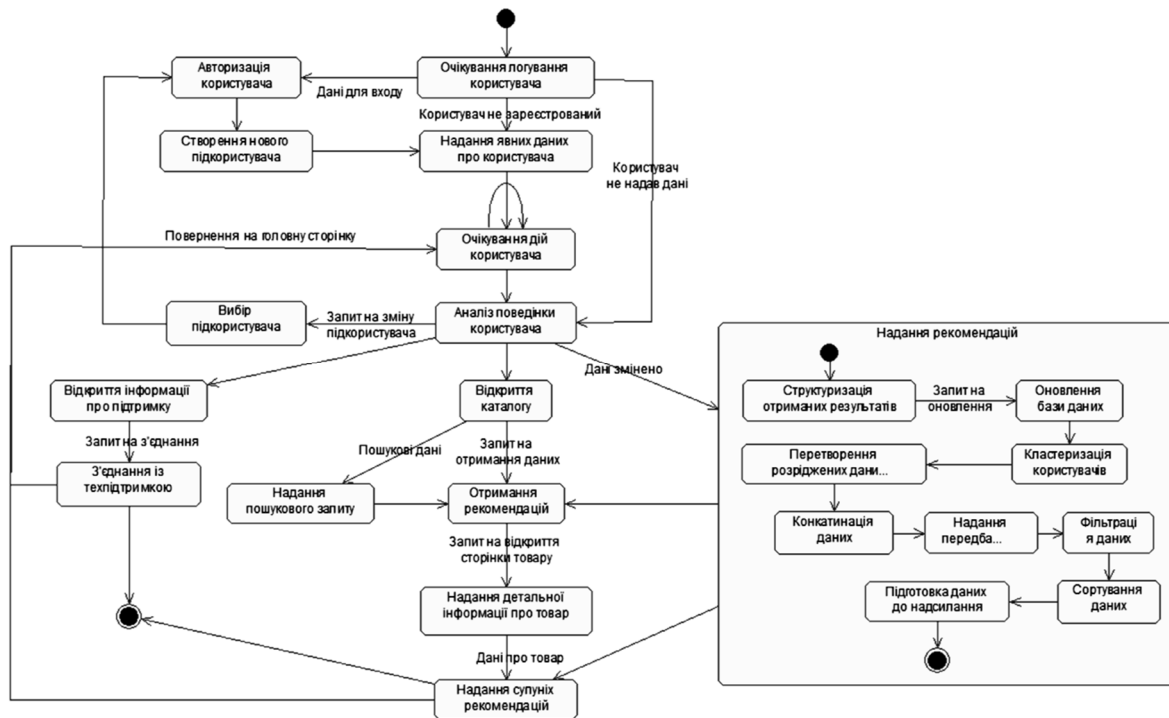 Авторизація
користувача
Очікування логування
користувача
Дані для входу
Користувач не зареєстрований
Створення нового
підкористувача
Надання явних даних
про користувача
Користувач
не надав дані
Повернення на головну сторінку
Очікування дій
користувача
Вибір
підкористувача
Запит на зміну
підкористувача
Аналіз поведінки
користувача
Надання рекомендацій
Дані змінено
Відкриття інформації
про підтримку
Відкриття
каталогу
Структуризація
отриманих результатів
Запит на
оновлення
Оновлення
бази даних
Запит на з'єднання
Пошукові дані
Запит на
отримання даних
Перетворення
розріджених дани...
Кластеризація
користувачів
З'єднання із
техпідтримкою
Надання
пошукового запиту
Отримання
рекомендацій
Конкатинація
даних
Надання
передба...
Фільтраці
я даних
Запит на відкриття
сторінки товару
Надання детальної
інформації про товар
Підготовка даних
до надсилання
Сортування
даних
Дані про товар
Надання супуніх
рекомендацій